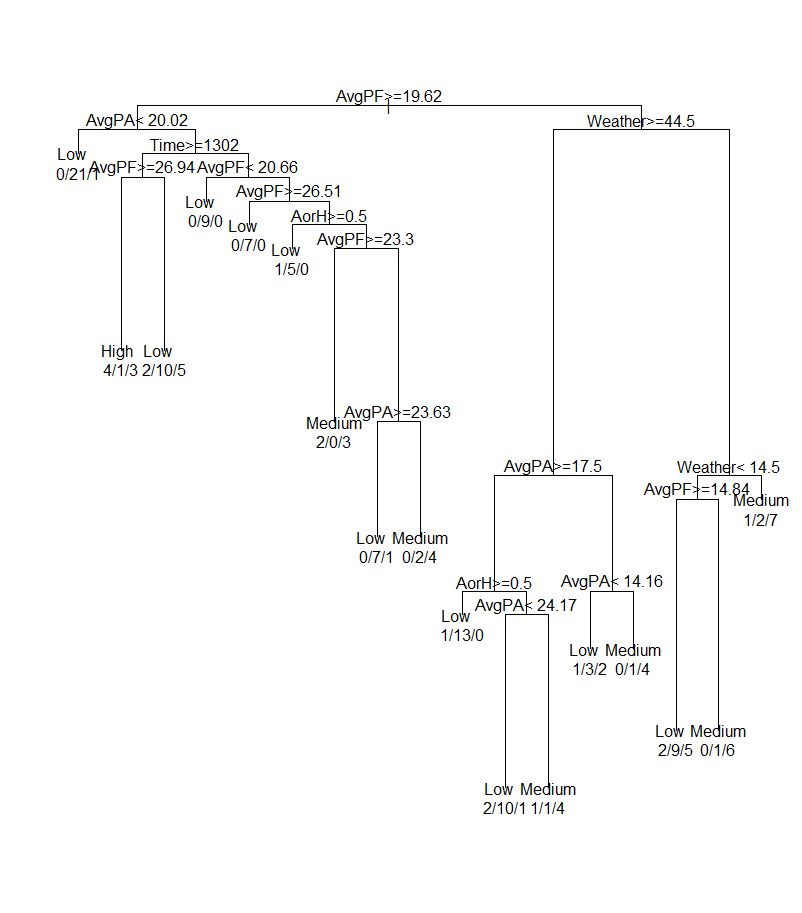 AvgPF>=19.62
AvgPA< 20.02
Weather>=44.5
Time>=1302
Low
0/21/1
AvgPF>=26.94
AvgPF< 20.66
AvgPF>=26.51
Low
0/9/0
AorH>=0.5
Low
0/7/0
AvgPF>=23.3
Low
1/5/0
High
4/1/3
Low
2/10/5
AvgPA>=23.63
Medium
2/0/3
AvgPA>=17.5
Weather< 14.5
AvgPF>=14.84
Medium
1/2/7
Low
0/7/1
Medium
0/2/4
AorH>=0.5
AvgPA< 14.16
AvgPA< 24.17
Low
1/13/0
Low
1/3/2
Medium
0/1/4
Low
2/9/5
Medium
0/1/6
Low
2/10/1
Medium
1/1/4